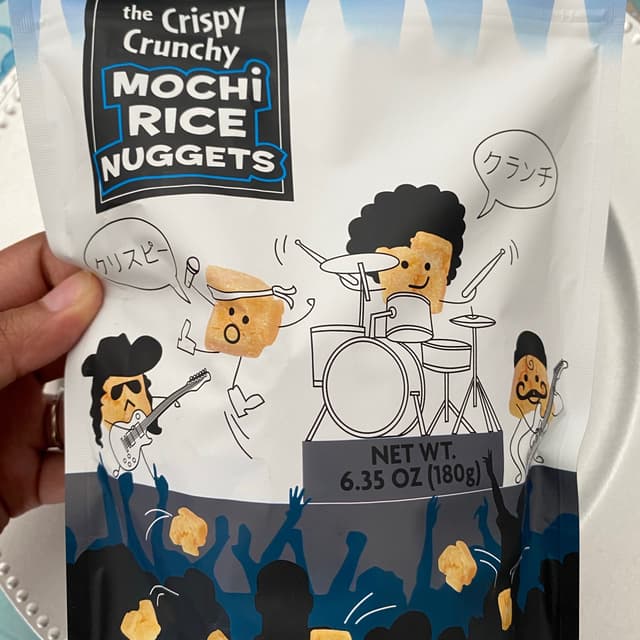 the Crispy
Crunchy
MOCHi
RICE
NUGGETS
クランチ
クリスピー
NET WT.
6.35 OZ (180g)